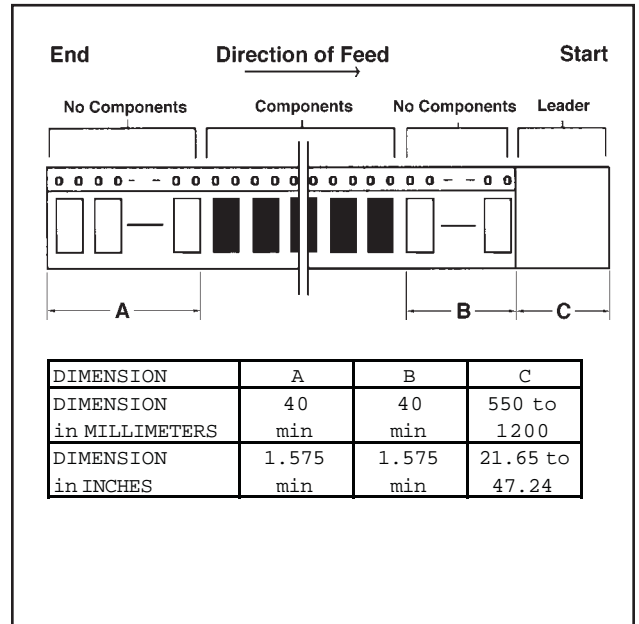 End Direction of Feed Start
No Components Components No Components Leader
A B C
DIMENSION A B C
DIMENSION 40 40 550 to
in MILLIMETERS min min 1200
DIMENSION 1.575 1.575 21.65 to
in INCHES min min 47.24